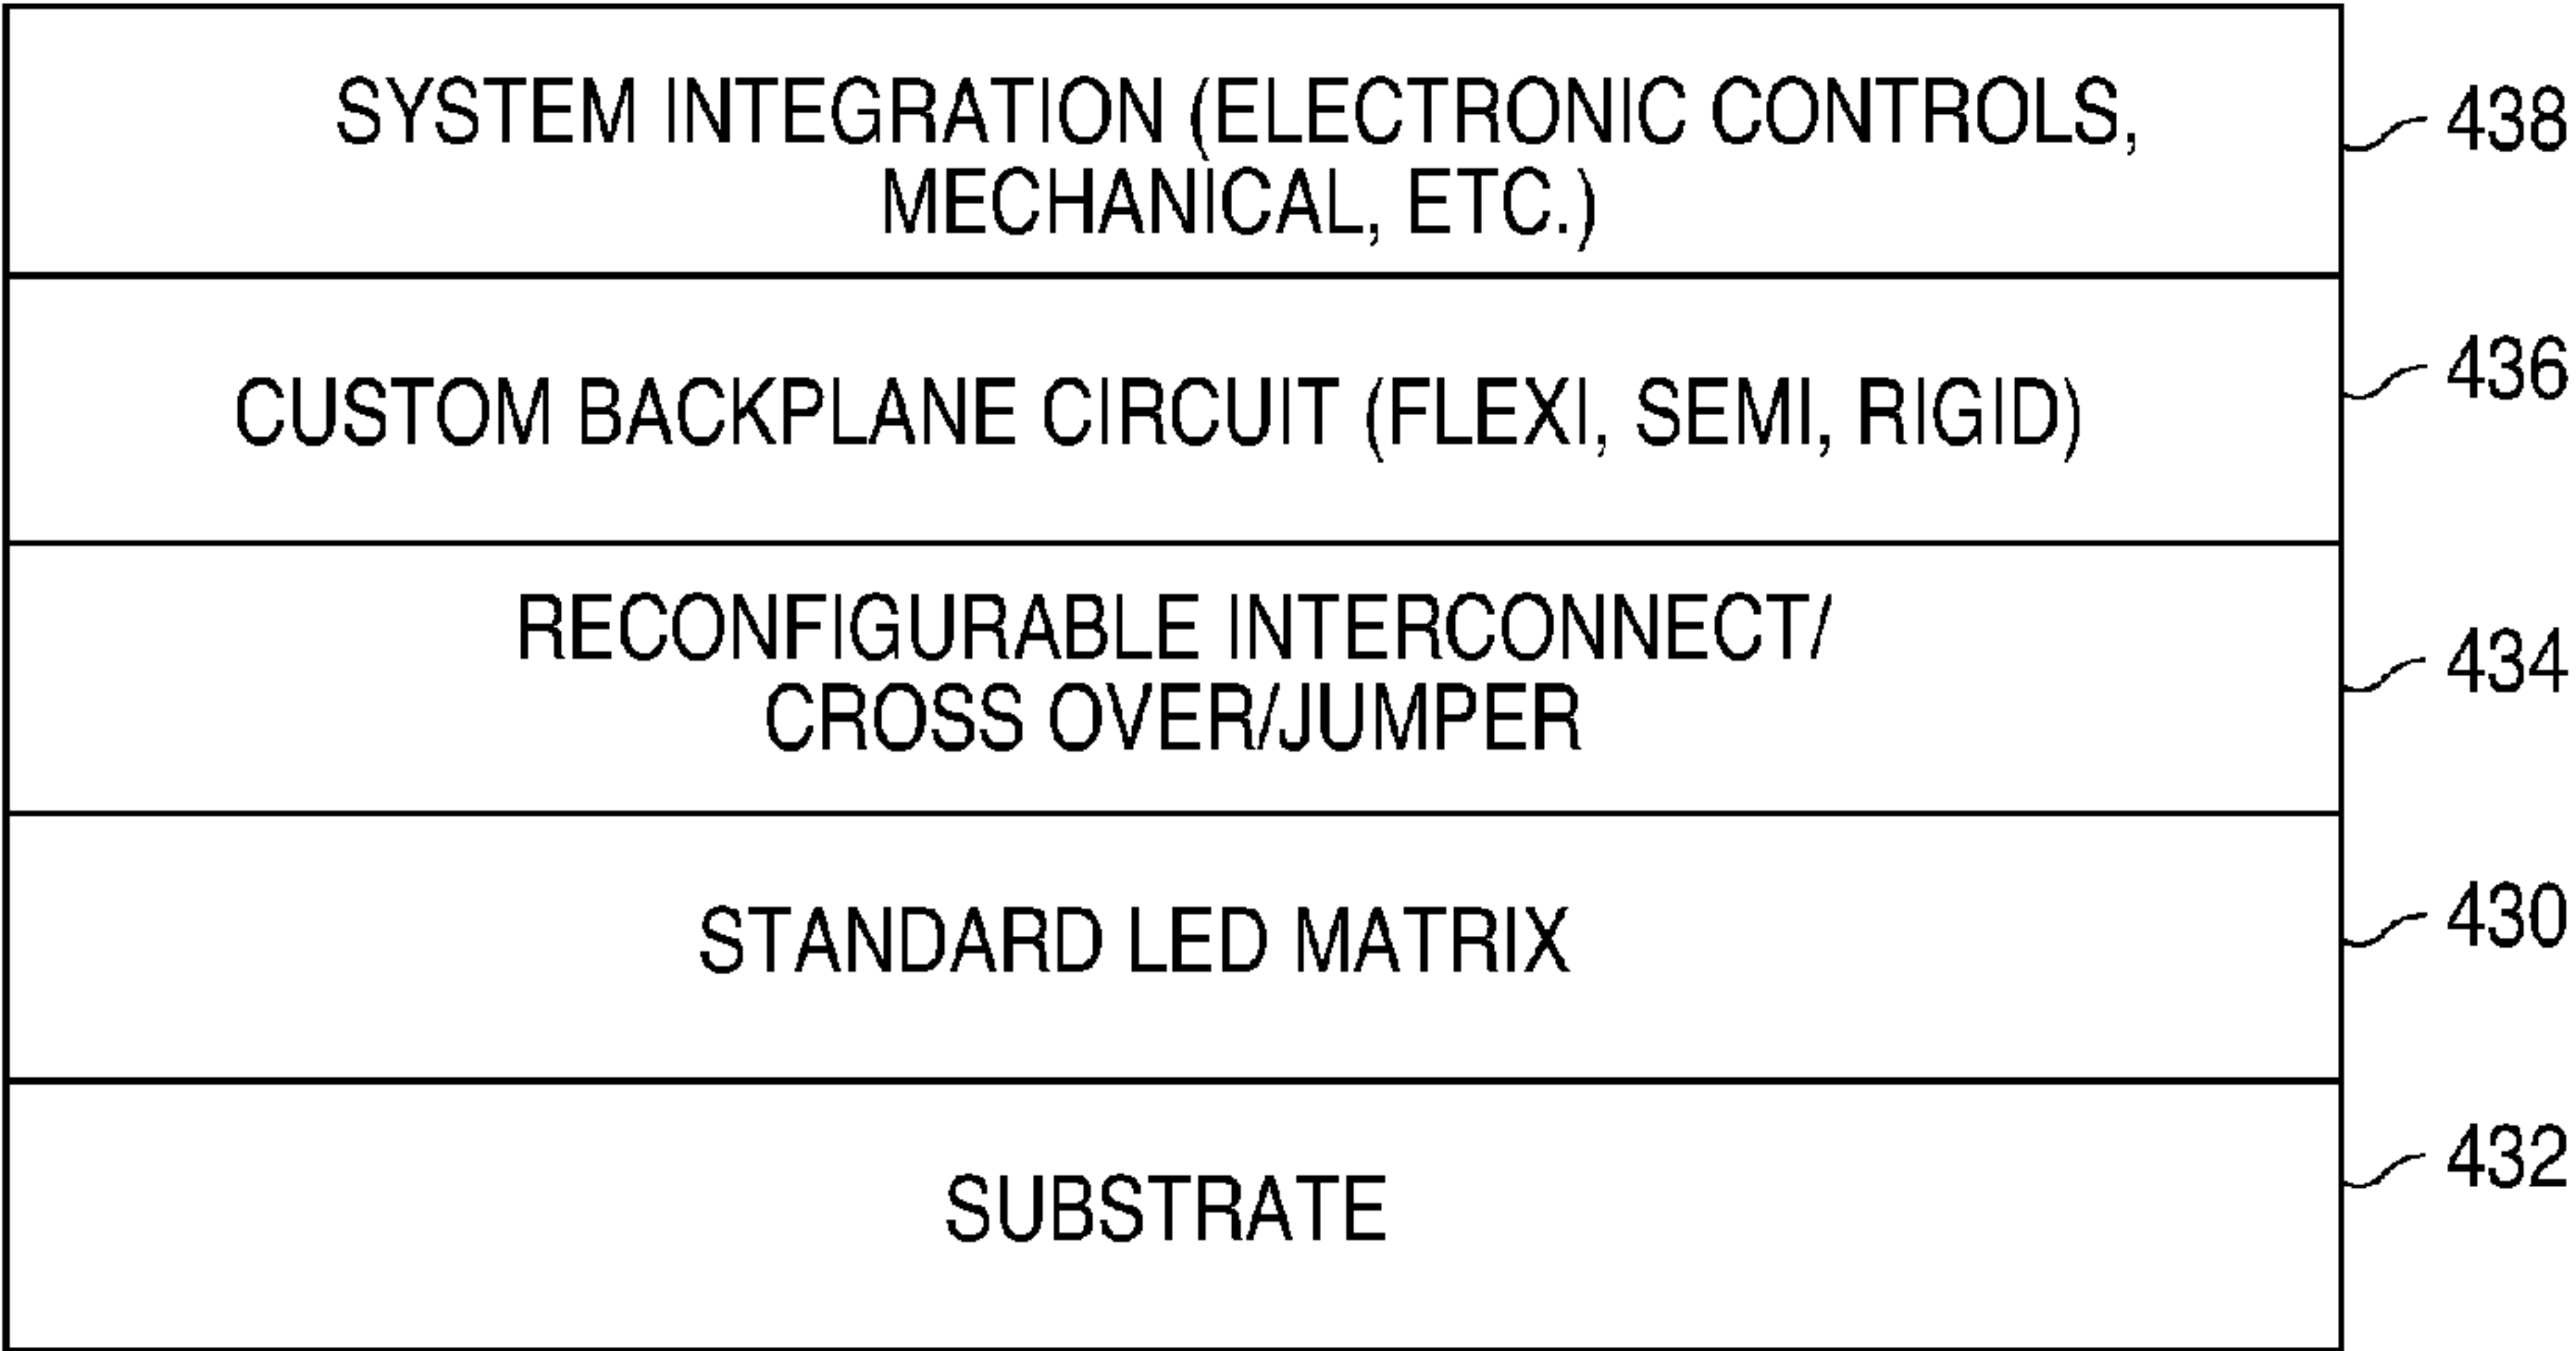 SYSTEM INTEGRATION (ELECTRONIC CONTROLS,
MECHANICAL, ETC.)
438
CUSTOM BACKPLANE CIRCUIT (FLEXI, SEMI, RIGID)
436
RECONFIGURABLE INTERCONNECT/
CROSS OVER/JUMPER
434
STANDARD LED MATRIX
430
SUBSTRATE
432